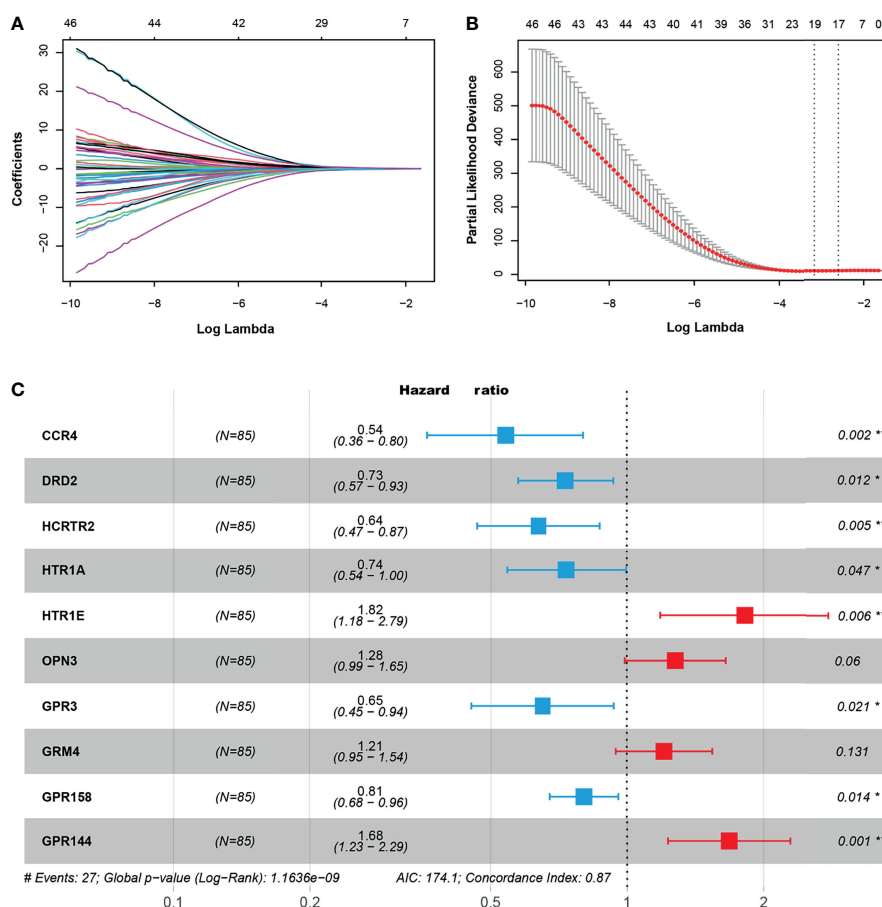 A
46 44 42 29 7
Coefficients
30
20
10
0
−10
−20
−10 −8 −6 −4 −2
Log Lambda
B
46 46 43 43 44 43 40 41 39 36 31 23 19 17 7 0
Partial Likelihood Deviance
600
500
400
300
200
100
0
−10 −8 −6 −4 −2
Log Lambda
C
Hazard ratio
CCR4 (N=85) 0.54 (0.36 − 0.80) 0.002 *
DRD2 (N=85) 0.73 (0.57 − 0.93) 0.012 *
HCRTR2 (N=85) 0.64 (0.47 − 0.87) 0.005 *
HTR1A (N=85) 0.74 (0.54 − 1.00) 0.047 *
HTR1E (N=85) 1.82 (1.18 − 2.79) 0.006 *
OPN3 (N=85) 1.28 (0.99 − 1.65) 0.06
GPR3 (N=85) 0.65 (0.45 − 0.94) 0.021 *
GRM4 (N=85) 1.21 (0.95 − 1.54) 0.131
GPR158 (N=85) 0.81 (0.68 − 0.96) 0.014 *
GPR144 (N=85) 1.68 (1.23 − 2.29) 0.001 *
# Events: 27; Global p−value (Log−Rank): 1.1636e−09 AIC: 174.1; Concordance Index: 0.87
0.1 0.2 0.5 1 2